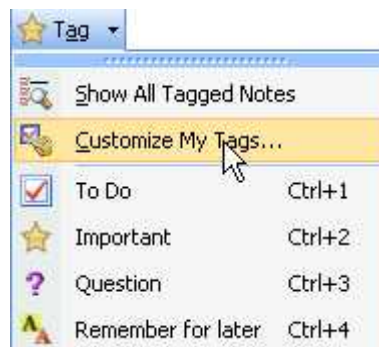 Tag
Show All Tagged Notes
Customize My Tags...
To Do Ctrl+1
Important Ctrl+2
? Question Ctrl+3
Remember for later Ctrl+4